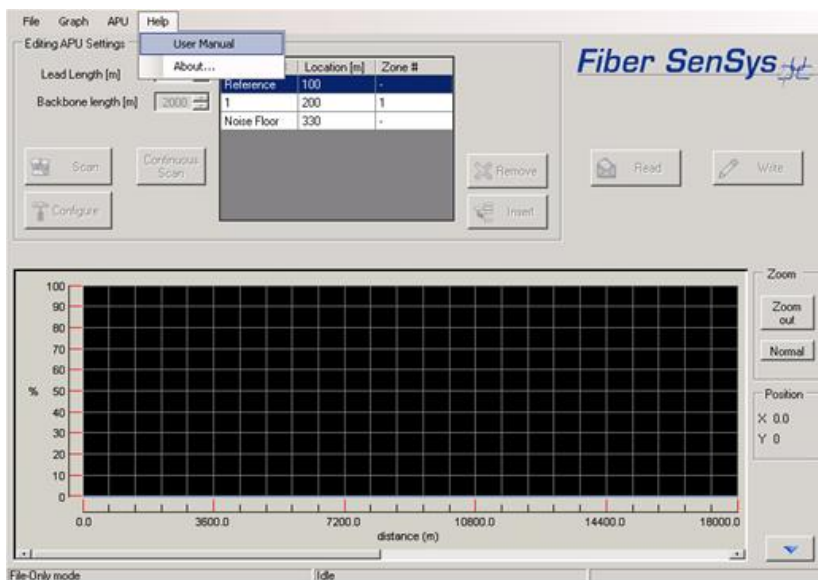 File Graph APU Help
User Manual
About...
Editing APU Settings
Lead Length [m]
Backbone length [m] 2000
Location [m] Zone #
Reference 100 -
1 200 1
Noise Floor 330 -
Scan
Continuous
Scan
Configure
Remove
Insert
Fiber SenSys
Read
Write
100
90
80
70
60
50
40
30
20
10
0
%
0.0 3600.0 7200.0 10800.0 14400.0 18000.0
distance (m)
Zoom
Zoom
out
Normal
Position
X 0.0
Y 0
File-Only mode Idle